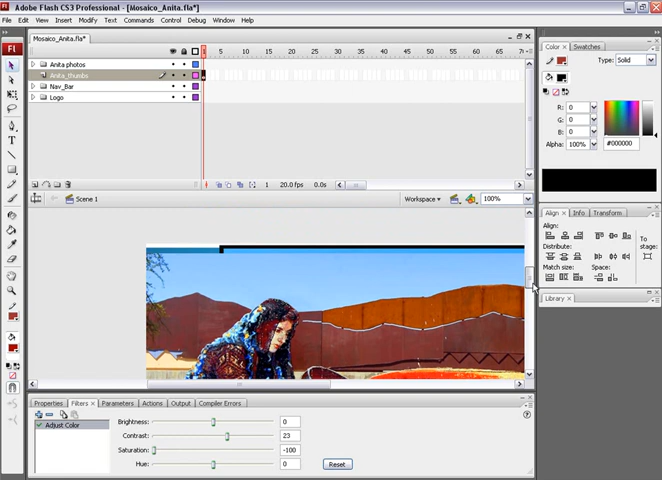 Adobe Flash CS3 Professional - [Mosaico_Anita.fla*]
File Edit View Insert Modify Text Commands Control Debug Window Help
Mosaico_Anita.fla*
1 5 10 15 20 25 30 35 40 45 50 55 60 65 7
Anita photos
Anita_thumbs
Nav_Bar
Logo
1 20.0 fps 0.0s
Scene 1 Workspace 100%
Color Swatches
Type: Solid
R: 0
G: 0
B: 0
Alpha: 100% #000000
Align Info Transform
Align:
Distribute:
To stage:
Match size: Space:
Library
Properties Filters Parameters Actions Output Compiler Errors
Adjust Color
Brightness: 0
Contrast: 23
Saturation: -100
Hue: 0
Reset
Fl